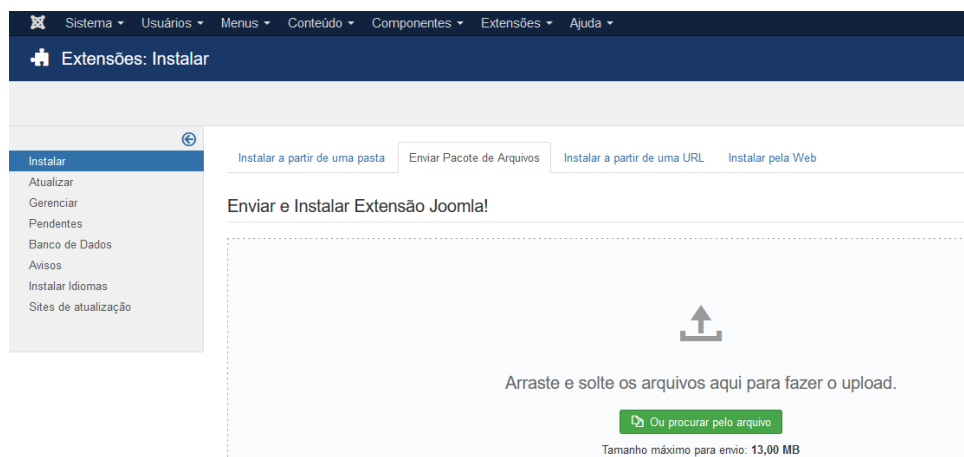 Sistema Usuários Menus Conteúdo Componentes Extensões Ajuda
Extensões: Instalar
Instalar
Atualizar
Gerenciar
Pendentes
Banco de Dados
Avisos
Instalar Idiomas
Sites de atualização
Instalar a partir de uma pasta Enviar Pacote de Arquivos Instalar a partir de uma URL Instalar pela Web
Enviar e Instalar Extensão Joomla!
Arraste e solte os arquivos aqui para fazer o upload.
Ou procurar pelo arquivo
Tamanho máximo para envio: 13,00 MB